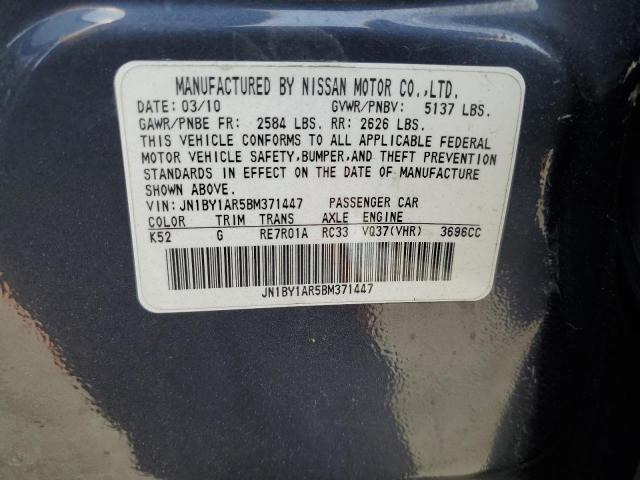 MANUFACTURED BY NISSAN MOTOR CO.,LTD.
DATE: 03/10 GVWR/PNBV: 5137 LBS.
GAWR/PNBE FR: 2584 LBS. RR: 2626 LBS.
THIS VEHICLE CONFORMS TO ALL APPLICABLE FEDERAL
MOTOR VEHICLE SAFETY,BUMPER,AND THEFT PREVENTION
STANDARDS IN EFFECT ON THE DATE OF MANUFACTURE
SHOWN ABOVE.
VIN:JN1BY1AR5BM371447 PASSENGER CAR
COLOR TRIM TRANS AXLE ENGINE
K52 G RE7R01A RC33 VQ37(VHR) 3696CC
JN1BY1AR5BM371447